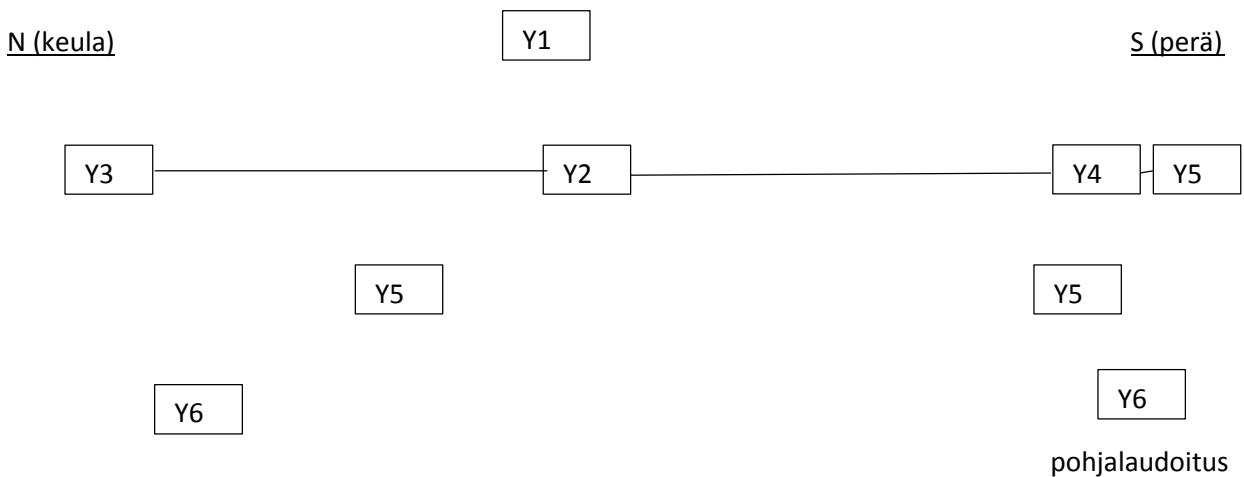 N (keula) Y1 S (perä)
Y3 Y2 Y4 Y5
Y5 Y5
Y6 Y6
pohjalaudoitus